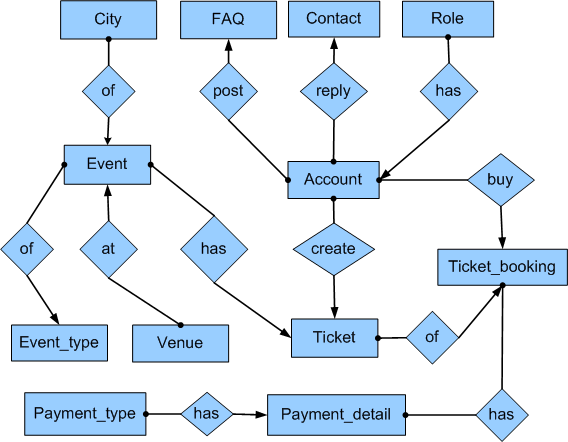 City
FAQ
Contact
Role
of
post
reply
has
Event
Account
buy
of
at
has
create
Ticket_booking
Event_type
Venue
Ticket
of
Payment_type
has
Payment_detail
has